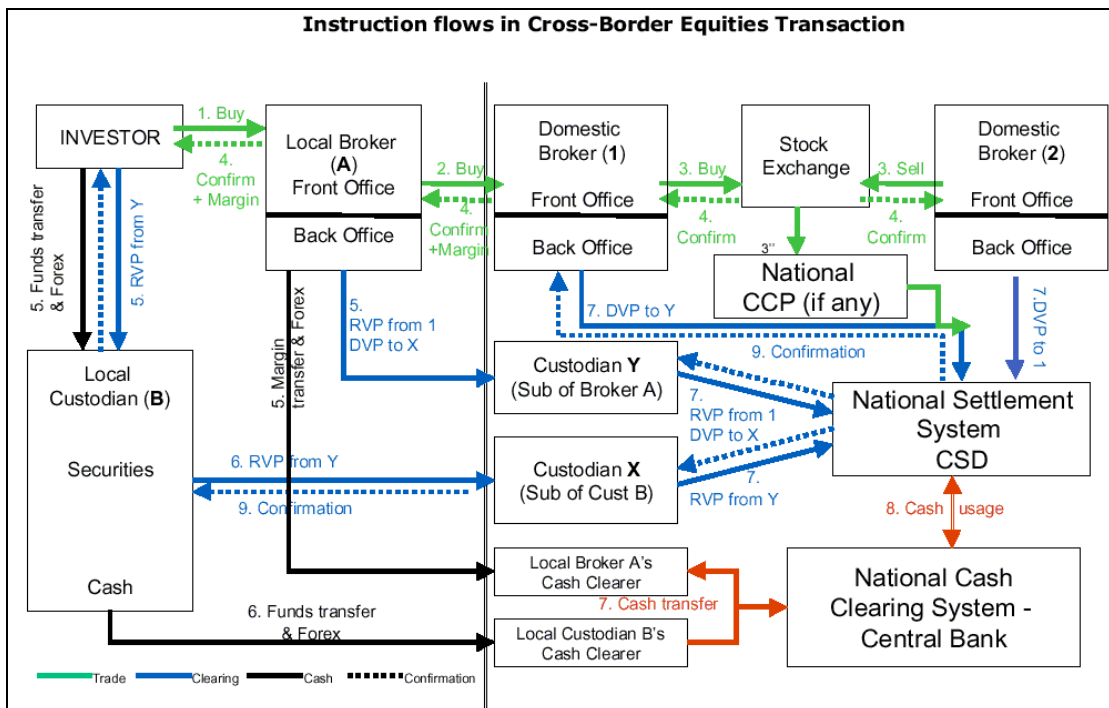 Instruction flows in Cross-Border Equities Transaction
INVESTOR
1. Buy
4.
Confirm
+ Margin
Local Broker
(A)
Front Office
Back Office
2. Buy
4.
Confirm
+Margin
Domestic
Broker (1)
Front Office
Back Office
3. Buy
4.
Confirm
Stock
Exchange
3. Sell
4.
Confirm
Domestic
Broker (2)
Front Office
Back Office
3"
National
CCP (if any)
5. Funds transfer
& Forex
5. RVP from Y
5. Margin
transfer & Forex
5.
RVP from 1
DVP to X
7. DVP to Y
9. Confirmation
7.DVP to 1
Local
Custodian (B)
Securities
Cash
Custodian Y
(Sub of Broker A)
7.
RVP from 1
DVP to X
National Settlement
System
CSD
6. RVP from Y
9. Confirmation
Custodian X
(Sub of Cust B)
7.
RVP from Y
8. Cash usage
Local Broker A's
Cash Clearer
7. Cash transfer
National Cash
Clearing System -
Central Bank
6. Funds transfer
& Forex
Local Custodian B's
Cash Clearer
Trade
Clearing
Cash
Confirmation